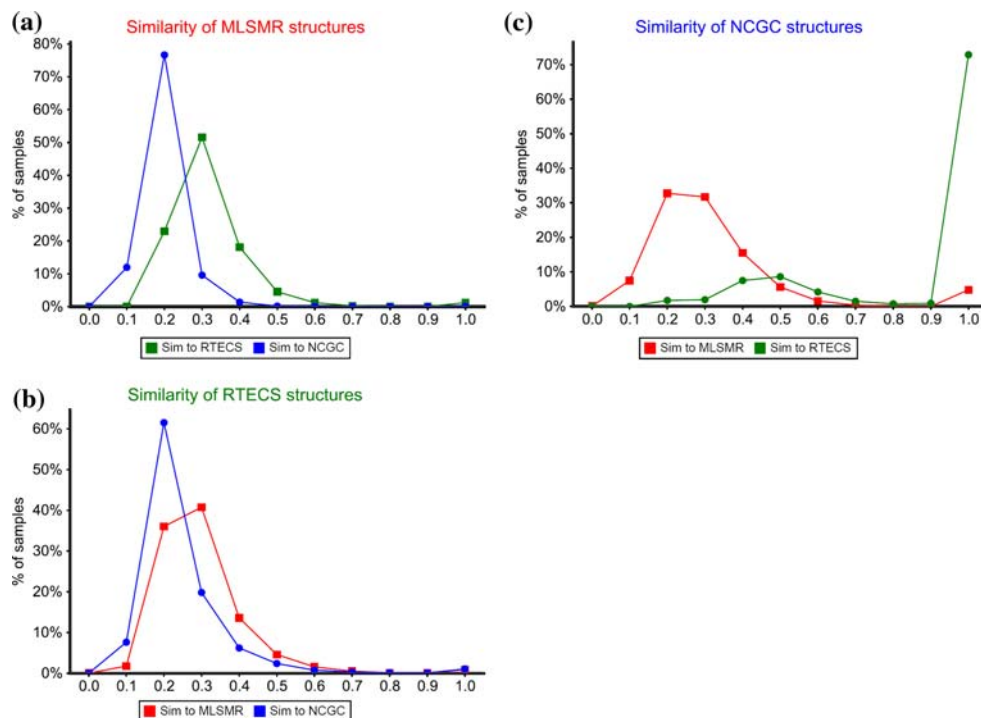 (a)
Similarity of MLSMR structures
80%
70%
60%
50%
40%
30%
20%
10%
0%
% of samples
0.0 0.1 0.2 0.3 0.4 0.5 0.6 0.7 0.8 0.9 1.0
Sim to RTECS Sim to NCGC
(c)
Similarity of NCGC structures
70%
60%
50%
40%
30%
20%
10%
0%
% of samples
0.0 0.1 0.2 0.3 0.4 0.5 0.6 0.7 0.8 0.9 1.0
Sim to MLSMR Sim to RTECS
(b)
Similarity of RTECS structures
60%
50%
40%
30%
20%
10%
0%
% of samples
0.0 0.1 0.2 0.3 0.4 0.5 0.6 0.7 0.8 0.9 1.0
Sim to MLSMR Sim to NCGC